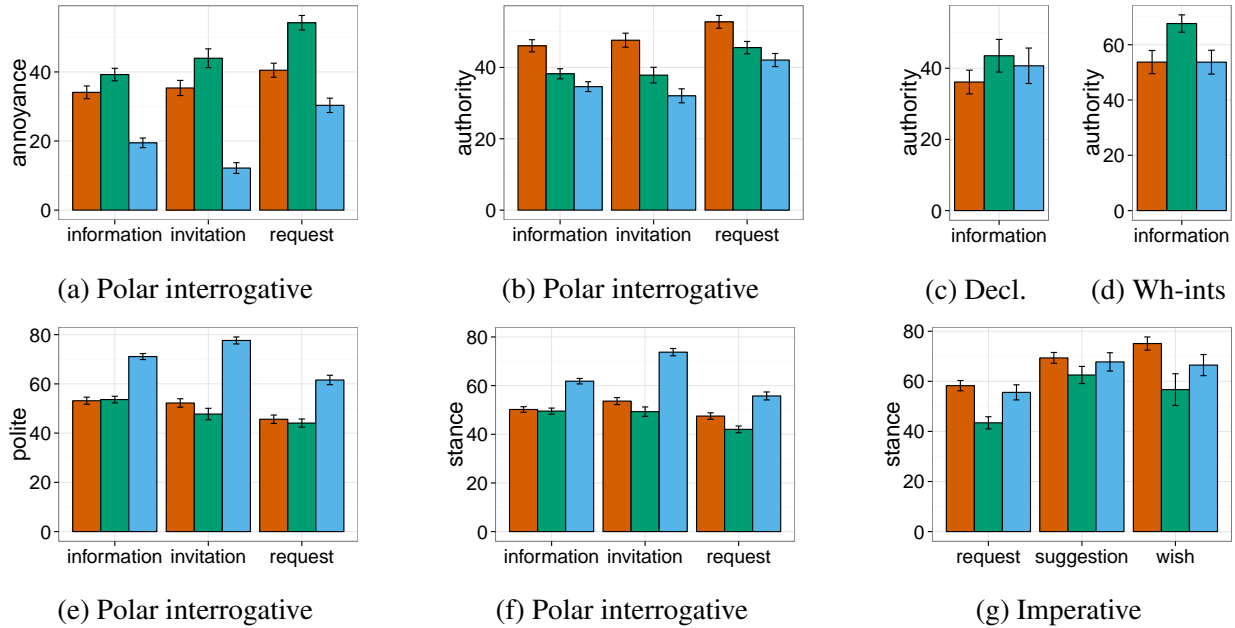 annoyance
40
20
0
information invitation request
(a) Polar interrogative
authority
40
20
0
information invitation request
(b) Polar interrogative
authority
40
20
0
information
(c) Decl.
authority
60
40
20
0
information
(d) Wh-ints
polite
80
60
40
20
0
information invitation request
(e) Polar interrogative
stance
80
60
40
20
0
information invitation request
(f) Polar interrogative
stance
80
60
40
20
0
request suggestion wish
(g) Imperative